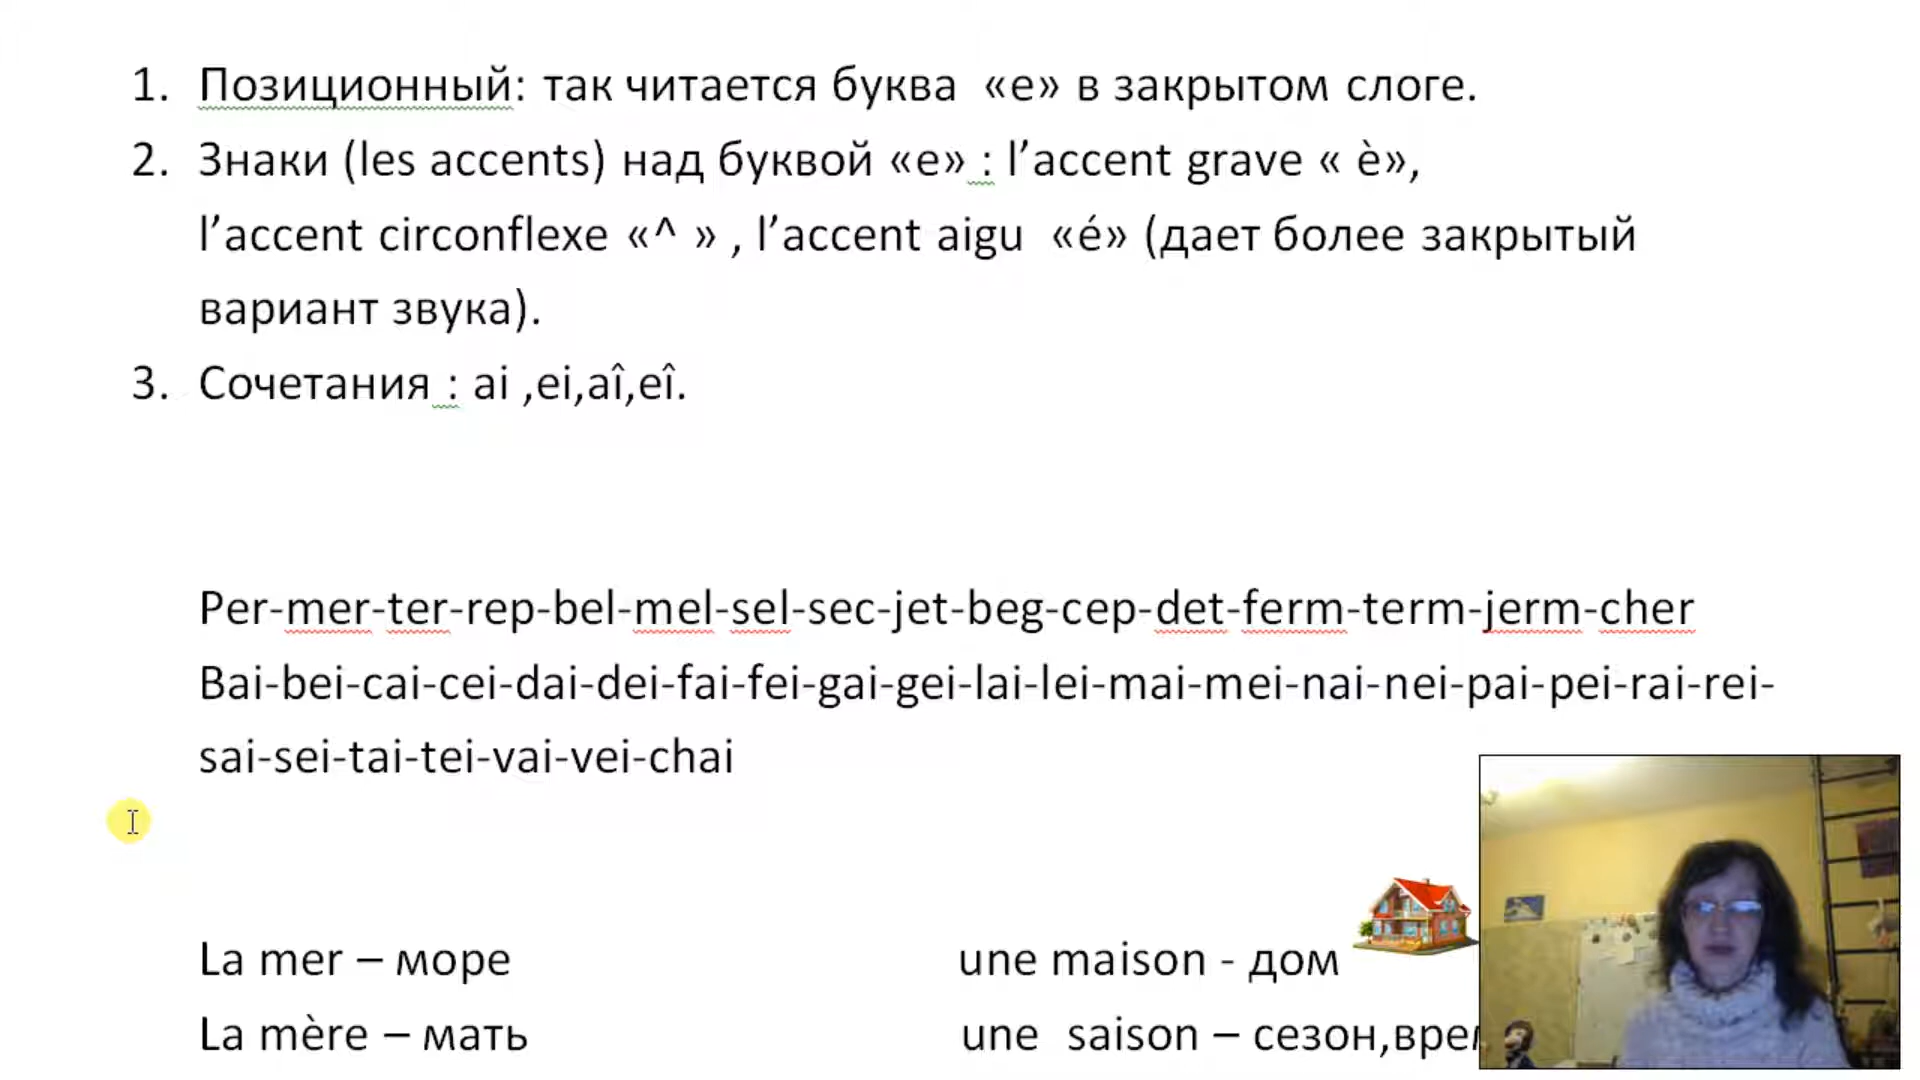 1. Позиционный: так читается буква «е» в закрытом слоге.
2. Знаки (les accents) над буквой «е» : l’accent grave « è»,
l’accent circonflexe «^ » , l’accent aigu «é» (дает более закрытый
вариант звука).
3. Сочетания : ai ,ei,aî,eî.
Per-mer-ter-rep-bel-mel-sel-sec-jet-beg-cep-det-ferm-term-jerm-cher
Bai-bei-cai-cei-dai-dei-fai-fei-gai-gei-lai-lei-mai-mei-nai-nei-pai-pei-rai-rei-
sai-sei-tai-tei-vai-vei-chai
La mer – море
une maison - дом
La mère – мать
une saison – сезон,